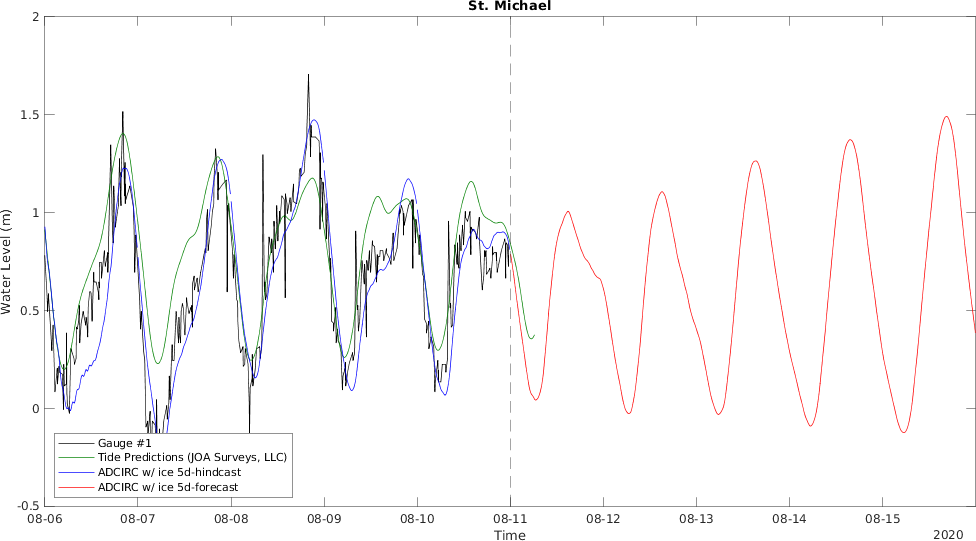 St. Michael
2
1.5
1
0.5
0
-0.5
Water Level (m)
Gauge #1
Tide Predictions (JOA Surveys, LLC)
ADCIRC w/ ice 5d-hindcast
ADCIRC w/ ice 5d-forecast
08-06 08-07 08-08 08-09 08-10 08-11 08-12 08-13 08-14 08-15
Time
2020